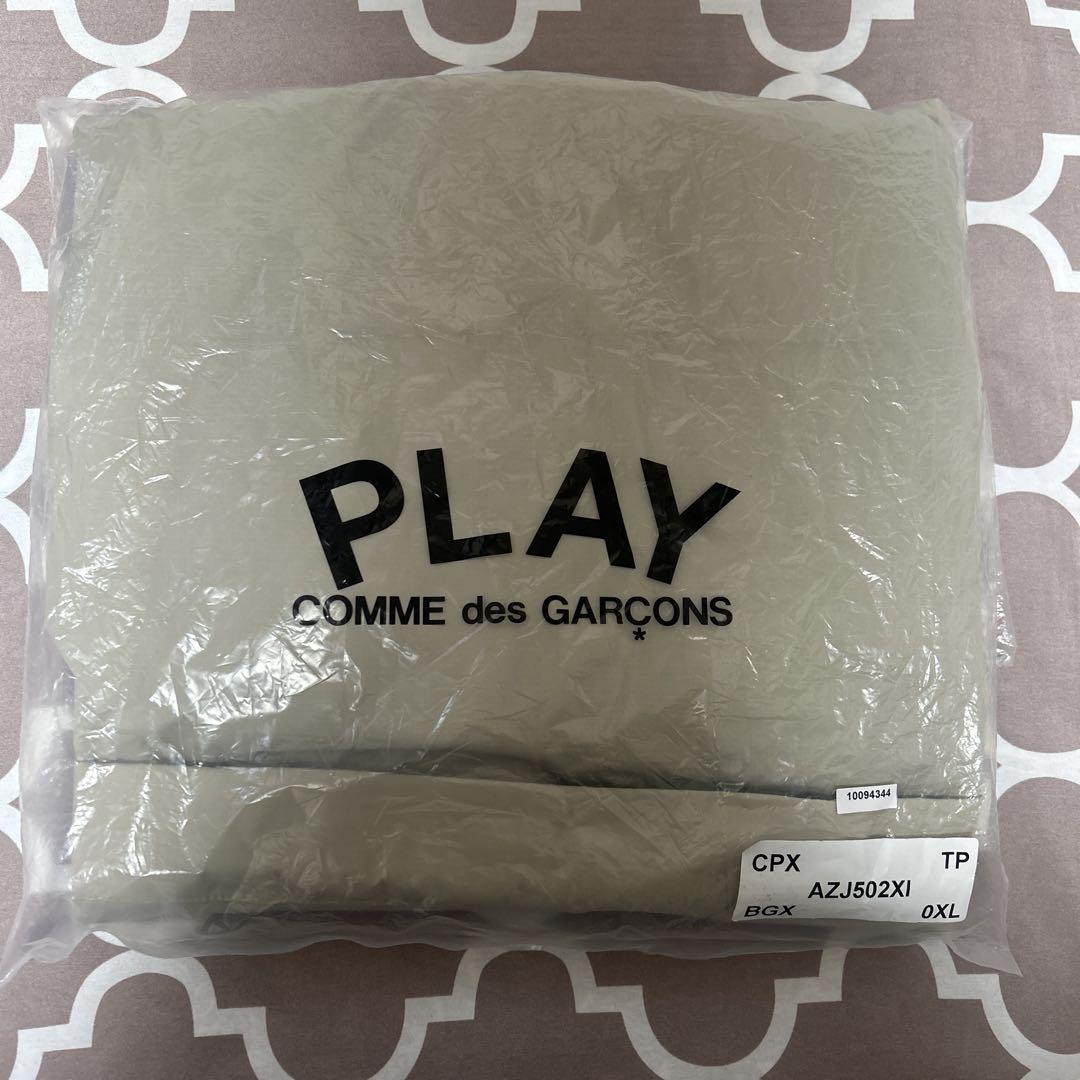 PLAY
COMME des GARÇONS
*
10094344
CPX TP
AZJ502XI
BGX 0XL